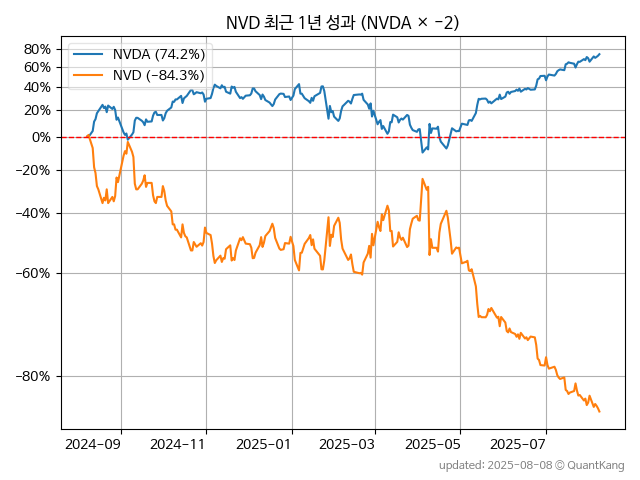 NVD 최근 1년 성과 (NVDA × −2)
NVDA (74.2%)
NVD (−84.3%)
80%
60%
40%
20%
0%
−20%
−40%
−60%
−80%
2024-09 2024-11 2025-01 2025-03 2025-05 2025-07
updated: 2025-08-08 © QuantKang